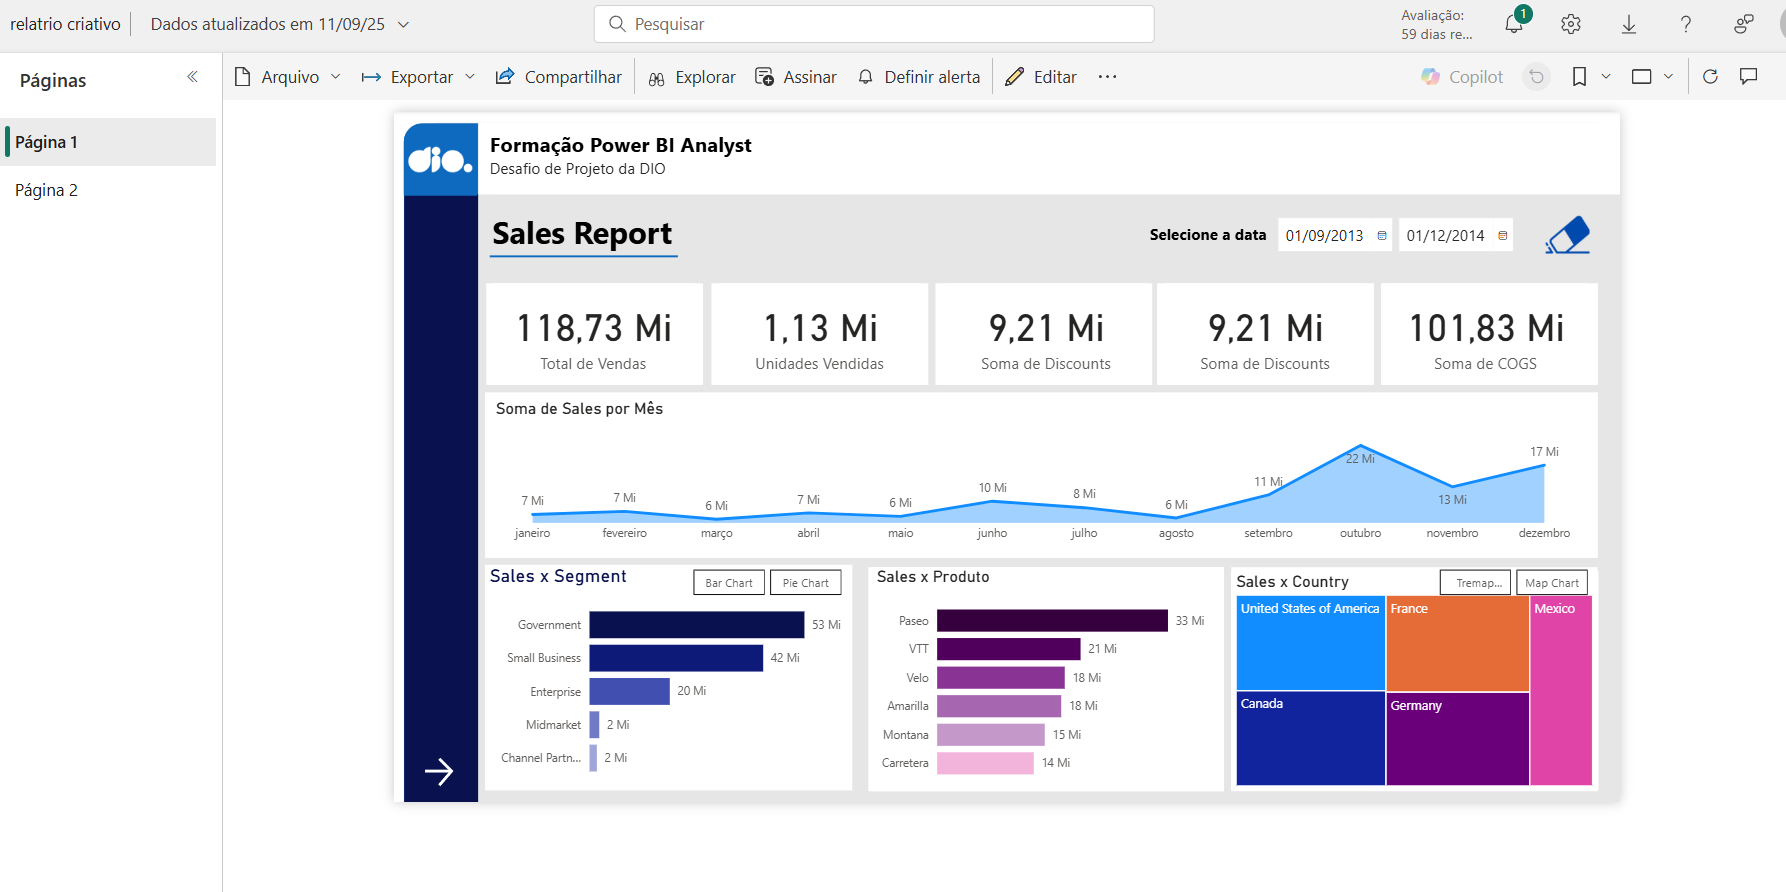 relatrio criativo
Dados atualizados em 11/09/25
Pesquisar
Avaliação:
59 dias re...
1
Páginas
Arquivo
Exportar
Compartilhar
Explorar
Assinar
Definir alerta
Editar
Copilot
Página 1
Página 2
dio.
Formação Power BI Analyst
Desafio de Projeto da DIO
Sales Report
Selecione a data
01/09/2013
01/12/2014
118,73 Mi
Total de Vendas
1,13 Mi
Unidades Vendidas
9,21 Mi
Soma de Discounts
9,21 Mi
Soma de Discounts
101,83 Mi
Soma de COGS
Soma de Sales por Mês
7 Mi
7 Mi
6 Mi
7 Mi
6 Mi
10 Mi
8 Mi
6 Mi
11 Mi
22 Mi
13 Mi
17 Mi
janeiro
fevereiro
março
abril
maio
junho
julho
agosto
setembro
outubro
novembro
dezembro
Sales x Segment
Bar Chart
Pie Chart
Government 53 Mi
Small Business 42 Mi
Enterprise 20 Mi
Midmarket 2 Mi
Channel Partn... 2 Mi
Sales x Produto
Paseo 33 Mi
VTT 21 Mi
Velo 18 Mi
Amarilla 18 Mi
Montana 15 Mi
Carretera 14 Mi
Sales x Country
Tremap...
Map Chart
United States of America
France
Mexico
Canada
Germany